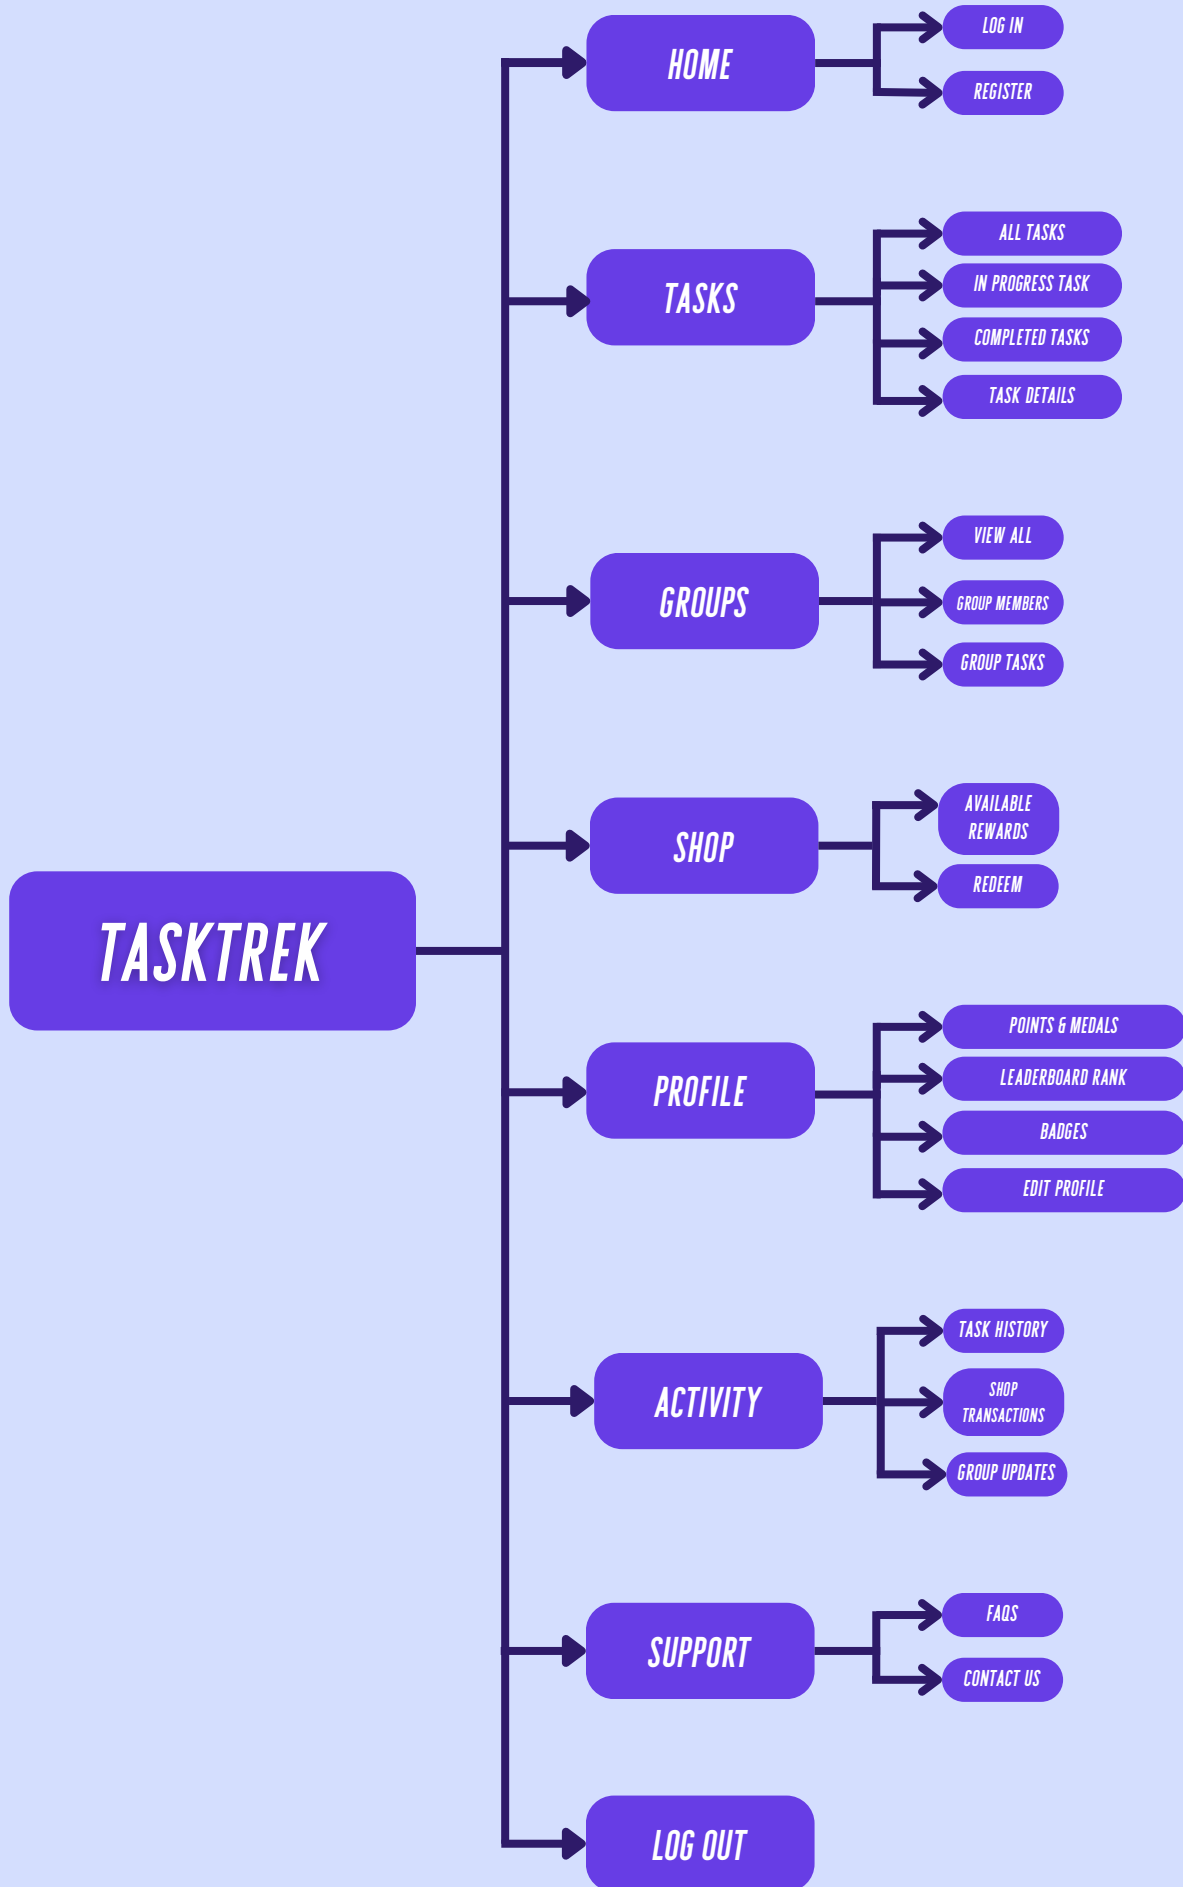 HOME
LOG IN
REGISTER
TASKS
ALL TASKS
IN PROGRESS TASK
COMPLETED TASKS
TASK DETAILS
GROUPS
VIEW ALL
GROUP MEMBERS
GROUP TASKS
SHOP
AVAILABLE
REWARDS
REDEEM
TASKTREK
PROFILE
POINTS & MEDALS
LEADERBOARD RANK
BADGES
EDIT PROFILE
ACTIVITY
TASK HISTORY
SHOP
TRANSACTIONS
GROUP UPDATES
SUPPORT
FAQS
CONTACT US
LOG OUT